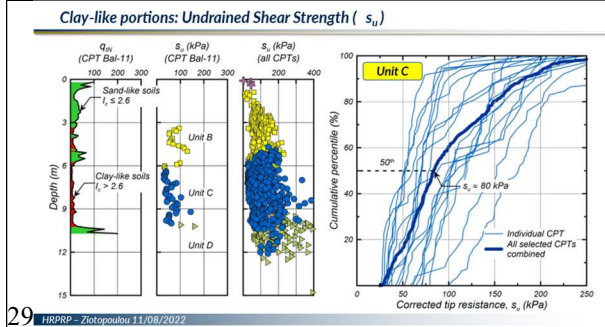 Clay-like portions: Undrained Shear Strength ( su )
qtN
(CPT Bal-11)
100 300
su (kPa)
(CPT Bal-11)
100 200 300
su (kPa)
(all CPTs)
100 200 400
Depth (m)
0
3
6
9
12
15
Sand-like soils
Ic ≤ 2.6
Clay-like soils
Ic > 2.6
Unit B
Unit C
Unit D
Unit C
Cumulative percentile (%)
100
80
60
40
20
50th
su ≈ 80 kPa
Individual CPT
All selected CPTs
combined
0 50 100 150 200 250
Corrected tip resistance, su (kPa)
29 HRPRP – Ziotopoulou 11/08/2022